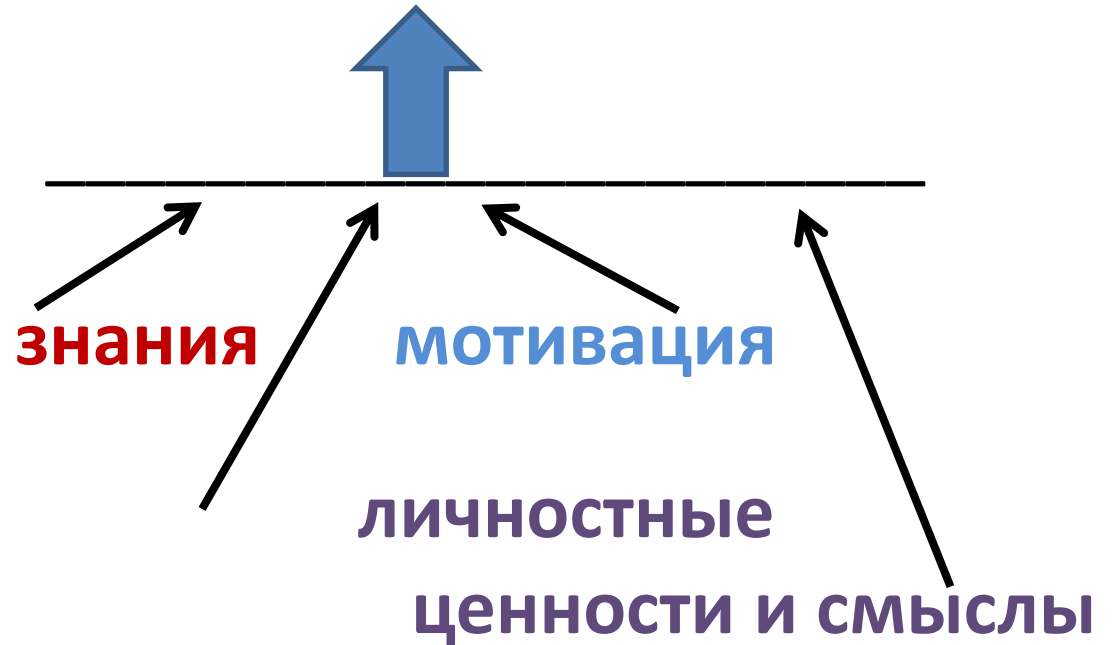 знания
мотивация
личностные
ценности и смыслы